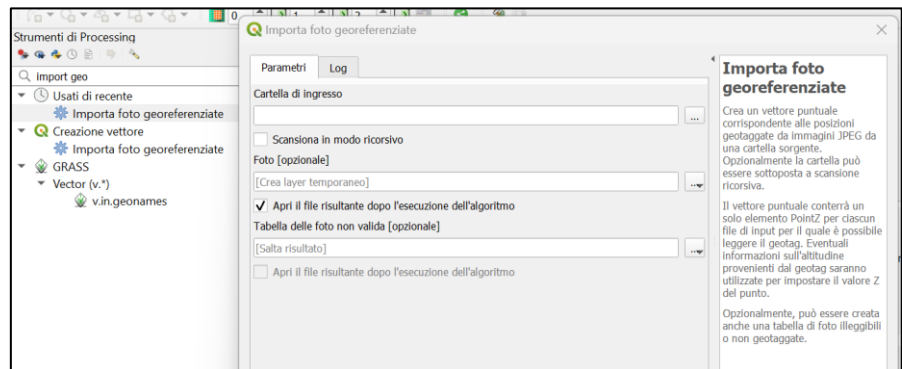 Strumenti di Processing
import geo
Usati di recente
Importa foto georeferenziate
Creazione vettore
Importa foto georeferenziate
GRASS
Vector (v.*)
v.in.geonames
Importa foto georeferenziate
Parametri
Log
Cartella di ingresso
...
Scansiona in modo ricorsivo
Foto [opzionale]
[Crea layer temporaneo]
...
Apri il file risultante dopo l'esecuzione dell'algoritmo
Tabella delle foto non valida [opzionale]
[Salta risultato]
...
Apri il file risultante dopo l'esecuzione dell'algoritmo
Importa foto
georeferenziate
Crea un vettore puntuale
corrispondente alle posizioni
geotaggate da immagini JPEG da
una cartella sorgente.
Opzionalmente la cartella può
essere sottoposta a scansione
ricorsiva.
Il vettore puntuale conterrà un
solo elemento PointZ per ciascun
file di input per il quale è possibile
leggere il geotag. Eventuali
informazioni sull'altitudine
provenienti dal geotag saranno
utilizzate per impostare il valore Z
del punto.
Opzionalmente, può essere creata
anche una tabella di foto illeggibili
o non geotaggate.